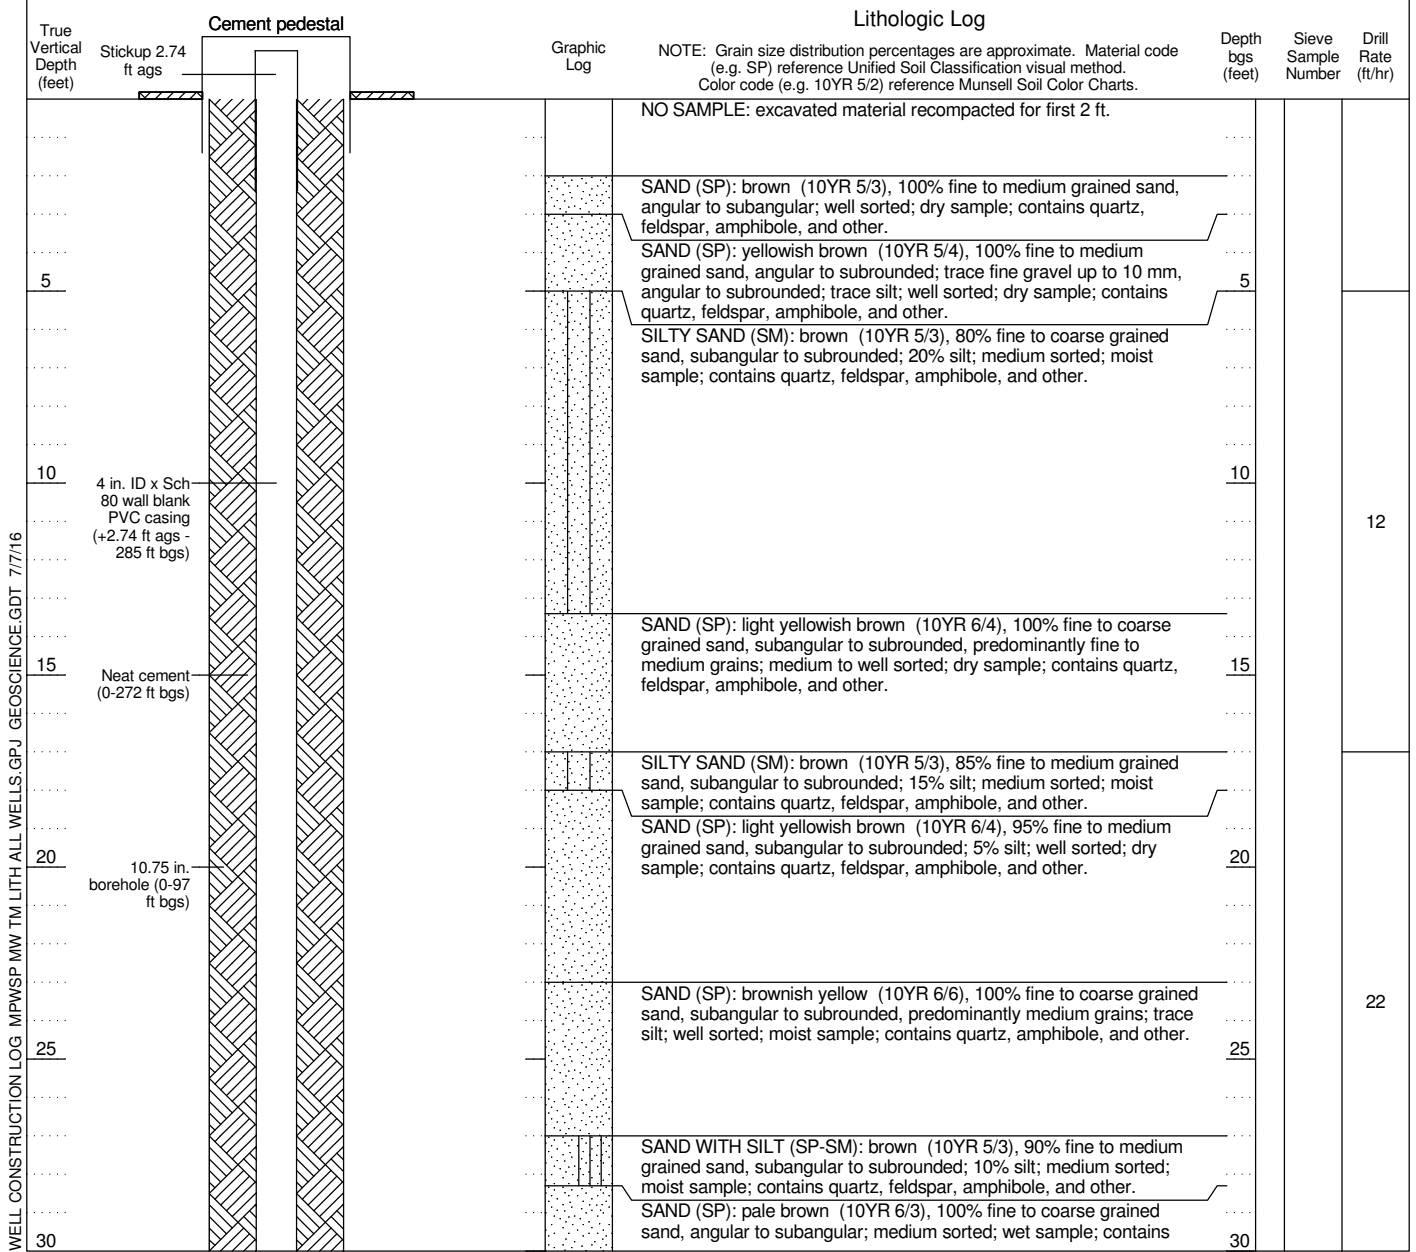 True
Vertical
Depth
(feet)
Stickup 2.74
ft ags
Cement pedestal
Graphic
Log
Lithologic Log
NOTE: Grain size distribution percentages are approximate. Material code
(e.g. SP) reference Unified Soil Classification visual method.
Color code (e.g. 10YR 5/2) reference Munsell Soil Color Charts.
Depth
bgs
(feet)
Sieve
Sample
Number
Drill
Rate
(ft/hr)
NO SAMPLE: excavated material recompacted for first 2 ft.
SAND (SP): brown (10YR 5/3), 100% fine to medium grained sand,
angular to subangular; well sorted; dry sample; contains quartz,
feldspar, amphibole, and other.
SAND (SP): yellowish brown (10YR 5/4), 100% fine to medium
grained sand, angular to subrounded; trace fine gravel up to 10 mm,
angular to subrounded; trace silt; well sorted; dry sample; contains
quartz, feldspar, amphibole, and other.
5
5
SILTY SAND (SM): brown (10YR 5/3), 80% fine to coarse grained
sand, subangular to subrounded; 20% silt; medium sorted; moist
sample; contains quartz, feldspar, amphibole, and other.
10
10
4 in. ID x Sch
80 wall blank
PVC casing
(+2.74 ft ags -
285 ft bgs)
12
SAND (SP): light yellowish brown (10YR 6/4), 100% fine to coarse
grained sand, subangular to subrounded, predominantly fine to
medium grains; medium to well sorted; dry sample; contains quartz,
feldspar, amphibole, and other.
15
15
Neat cement
(0-272 ft bgs)
SILTY SAND (SM): brown (10YR 5/3), 85% fine to medium grained
sand, subangular to subrounded; 15% silt; medium sorted; moist
sample; contains quartz, feldspar, amphibole, and other.
SAND (SP): light yellowish brown (10YR 6/4), 95% fine to medium
grained sand, subangular to subrounded; 5% silt; well sorted; dry
sample; contains quartz, feldspar, amphibole, and other.
20
20
10.75 in.
borehole (0-97
ft bgs)
SAND (SP): brownish yellow (10YR 6/6), 100% fine to coarse grained
sand, subangular to subrounded, predominantly medium grains; trace
silt; well sorted; moist sample; contains quartz, amphibole, and other.
22
25
25
SAND WITH SILT (SP-SM): brown (10YR 5/3), 90% fine to medium
grained sand, subangular to subrounded; 10% silt; medium sorted;
moist sample; contains quartz, feldspar, amphibole, and other.
SAND (SP): pale brown (10YR 6/3), 100% fine to coarse grained
sand, angular to subangular; medium sorted; wet sample; contains
30
30
WELL CONSTRUCTION LOG MPWSP MW TM LITH ALL WELLS.GPJ GEOSCIENCE.GDT 7/7/16